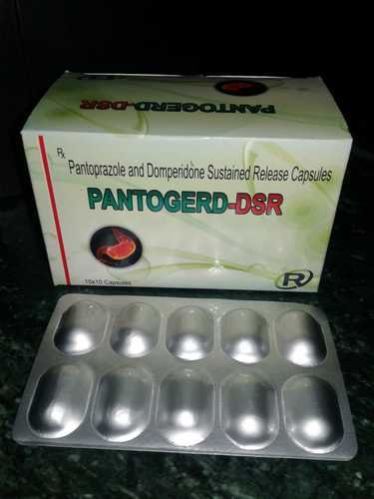 PANTOGERD-DSR
Rx
Pantoprazole and Domperidone Sustained Release Capsules
PANTOGERD-DSR
10x10 Capsules
R